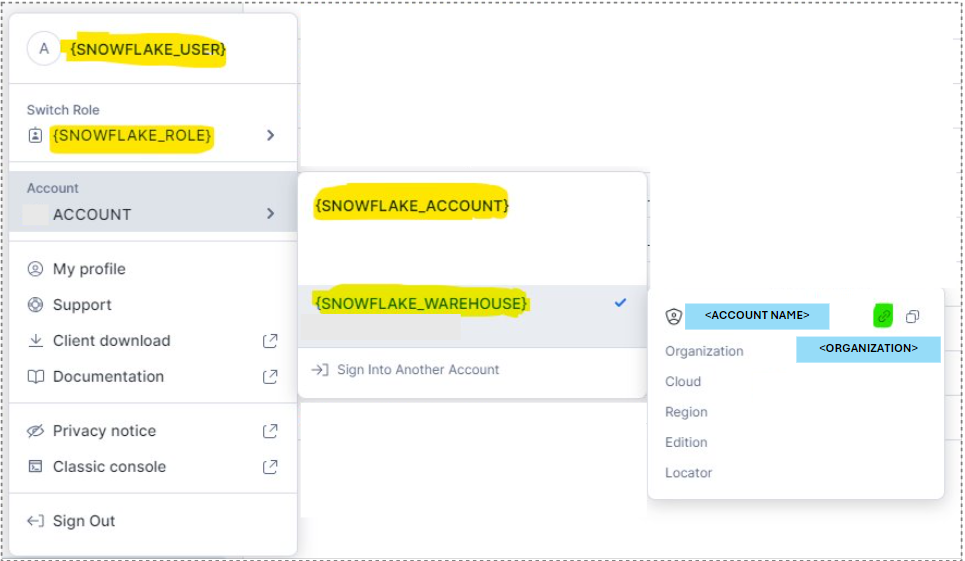 A {SNOWFLAKE_USER}
Switch Role
{SNOWFLAKE_ROLE}
Account
ACCOUNT
My profile
Support
Client download
Documentation
Privacy notice
Classic console
Sign Out
{SNOWFLAKE_ACCOUNT}
{SNOWFLAKE_WAREHOUSE}
Sign Into Another Account
<ACCOUNT NAME>
Organization <ORGANIZATION>
Cloud
Region
Edition
Locator